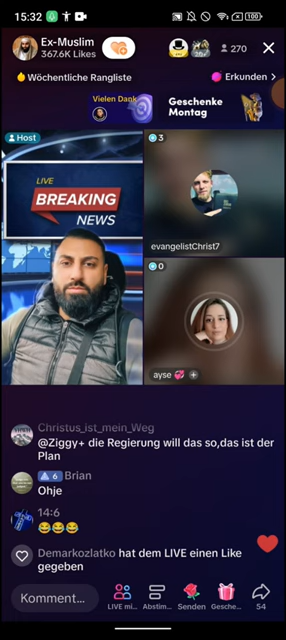 15:32
100
Ex-Muslim
367.6K Likes
270
Wöchentliche Rangliste
Erkunden >
Vielen Dank
Geschenke
Montag
Host
LIVE
BREAKING
NEWS
3
evangelistChrist7
0
ayse
Christus_ist_mein_Weg
@Ziggy+ die Regierung will das so,das ist der
Plan
6 Brian
Ohje
14:6
😂😂😂
Demarkozlatko hat dem LIVE einen Like
gegeben
Komment...
LIVE mi...
Abstim...
Senden
Gesche...
54